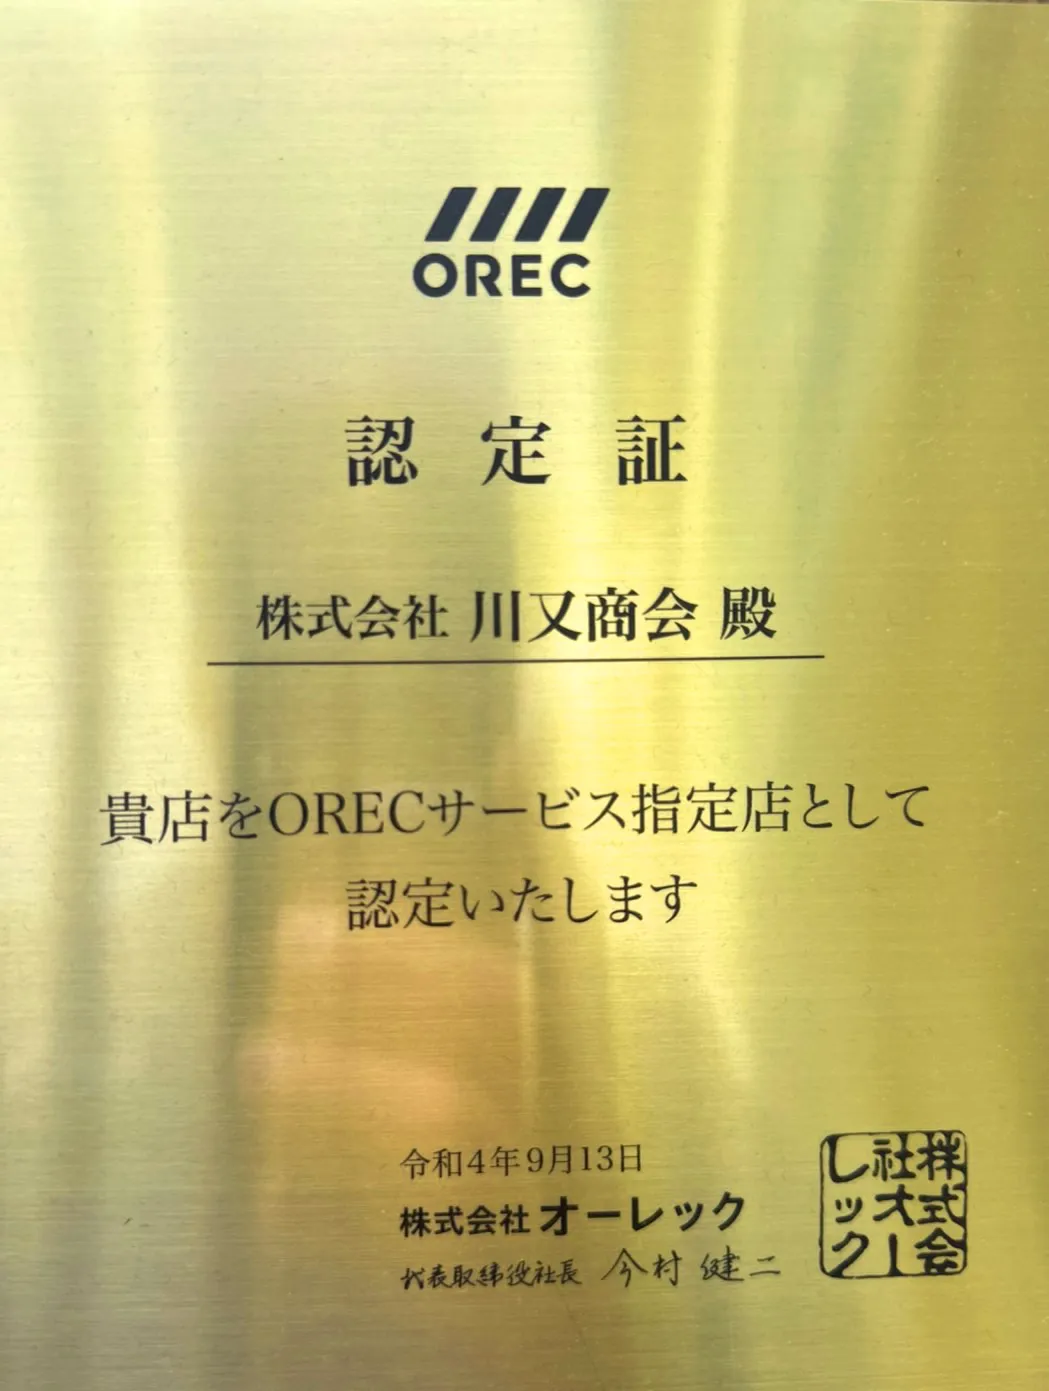 OREC
認定証
株式会社 川又商会 殿
貴店をORECサービス指定店として
認定いたします
令和4年9月13日
株式会社 オーレック
代表取締役社長 今村健二
株式会
社オー
レック